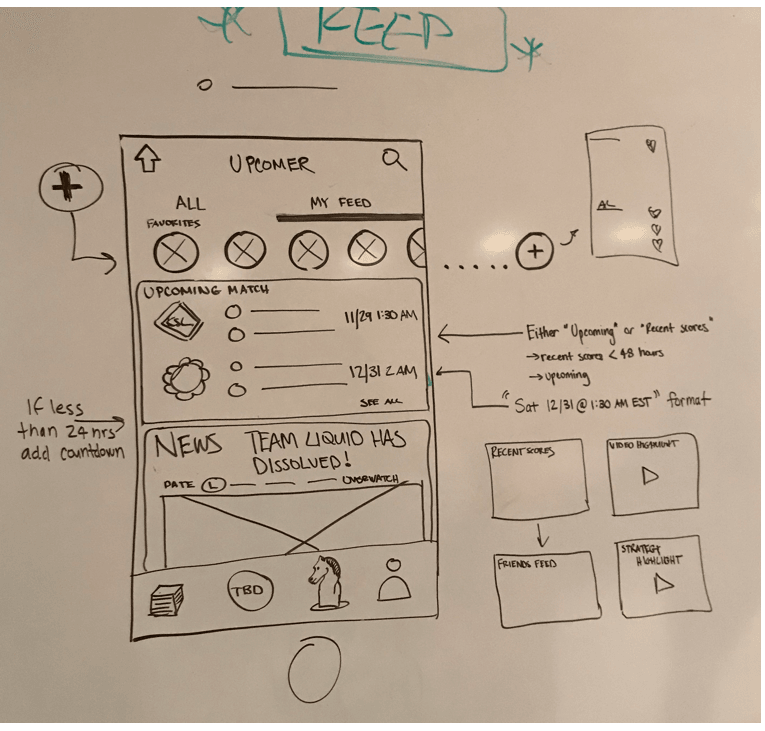 KEEP
UPCOMER
ALL
MY FEED
FAVORITES
UPCOMING MATCH
ESL
11/29 1:30 AM
12/31 2 AM
SEE ALL
NEWS
TEAM LIQUID HAS
DISSOLVED!
DATE
L
OVERWATCH
TBD
If less
than 24 hrs
add countdown
AL
Either "Upcoming" or "Recent scores"
→recent score < 48 hours
→upcoming
"Sat 12/31 @ 1:30 AM EST" format
RECENT SCORES
VIDEO HIGHLIGHT
FRIENDS FEED
STRATEGY
HIGHLIGHT